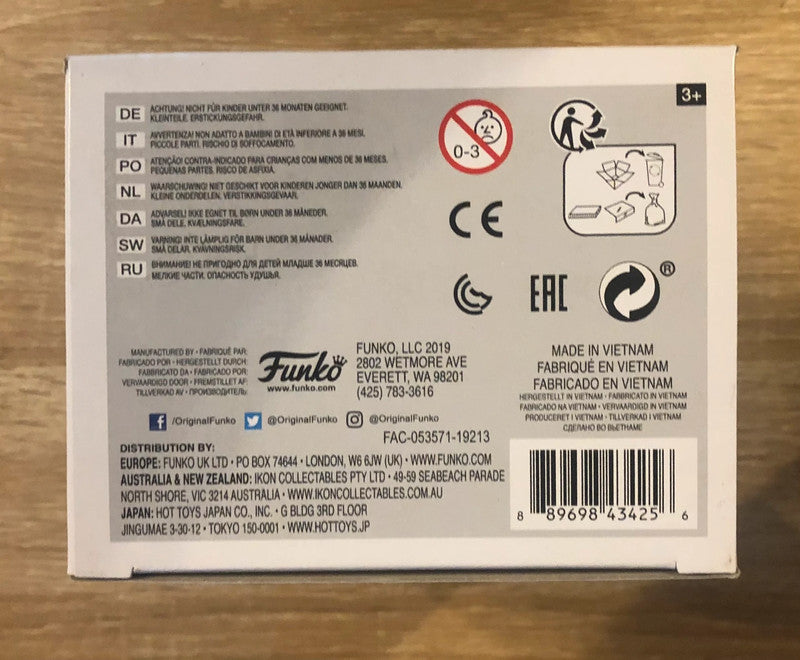 3+
DE ACHTUNG! NICHT FÜR KINDER UNTER 36 MONATEN GEEIGNET.
KLEINTEILE. ERSTICKUNGSGEFAHR.
IT AVVERTENZA! NON ADATTO A BAMBINI DI ETÀ INFERIORE A 36 MESI.
PICCOLE PARTI. RISCHIO DI SOFFOCAMENTO.
PO ATENÇÃO! CONTRA-INDICADO PARA CRIANÇAS COM MENOS DE 36 MESES.
PEQUENAS PARTES. RISCO DE ASFIXIA.
NL WAARSCHUWING! NIET GESCHIKT VOOR KINDEREN JONGER DAN 36 MAANDEN.
KLEINE ONDERDELEN. VERSTIKKINGSGEVAAR.
DA ADVARSEL! IKKE EGNET TIL BØRN UNDER 36 MÅNEDER.
SMÅ DELE. KVÆLNINGSFARE.
SW VARNING! INTE LÄMPLIG FÖR BARN UNDER 36 MÅNADER.
SMÅ DELAR. KVÄVNINGSRISK.
RU ВНИМАНИЕ! НЕ ПРИГОДНО ДЛЯ ДЕТЕЙ МЛАДШЕ 36 МЕСЯЦЕВ.
МЕЛКИЕ ЧАСТИ. ОПАСНОСТЬ УДУШЬЯ.
0-3
CE
EAC
®
MANUFACTURED BY • FABRIQUÉ PAR
FABRICADO POR • HERGESTELLT DURCH
FABBRICATO DA • FABRICADO POR
VERVAARDIGD DOOR • FREMSTILLET AF
TILLVERKAD AV • ПРОИЗВОДИТЕЛЬ:
Funko
www.funko.com
FUNKO, LLC 2019
2802 WETMORE AVE
EVERETT, WA 98201
(425) 783-3616
/OriginalFunko @OriginalFunko @OriginalFunko
FAC-053571-19213
MADE IN VIETNAM
FABRIQUÉ EN VIETNAM
FABRICADO EN VIETNAM
HERGESTELLT IN VIETNAM • FABBRICATO IN VIETNAM
FABRICADO NA VIETNAM • VERVAARDIGD IN VIETNAM
PRODUCERET I VIETNAM • TILLVERKAD I VIETNAM
СДЕЛАНО ВО ВЬЕТНАМЕ
DISTRIBUTION BY:
EUROPE: FUNKO UK LTD • PO BOX 74644 • LONDON, W6 6JW (UK) • WWW.FUNKO.COM
AUSTRALIA & NEW ZEALAND: IKON COLLECTABLES PTY LTD • 49-59 SEABEACH PARADE
NORTH SHORE, VIC 3214 AUSTRALIA • WWW.IKONCOLLECTABLES.COM.AU
JAPAN: HOT TOYS JAPAN CO., INC. • G BLDG 3RD FLOOR
JINGUMAE 3-30-12 • TOKYO 150-0001 • WWW.HOTTOYS.JP
8 89698 43425 6